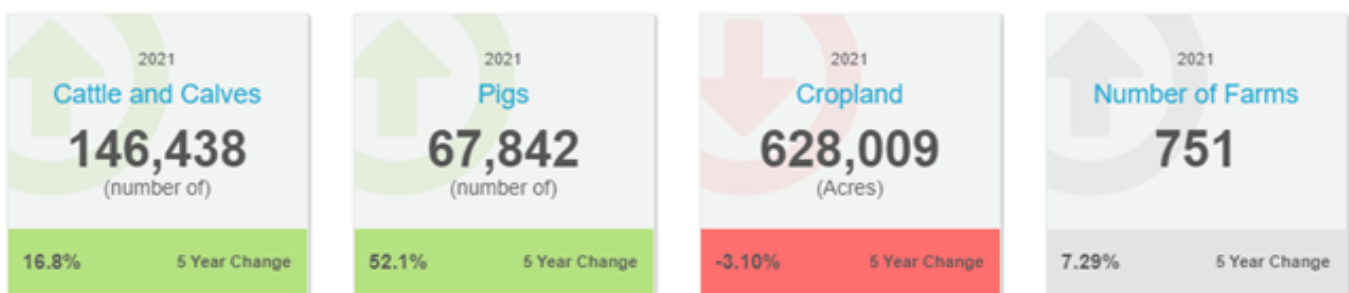 2021
Cattle and Calves
146,438
(number of)
16.8% 5 Year Change
2021
Pigs
67,842
(number of)
52.1% 5 Year Change
2021
Cropland
628,009
(Acres)
-3.10% 5 Year Change
2021
Number of Farms
751
7.29% 5 Year Change